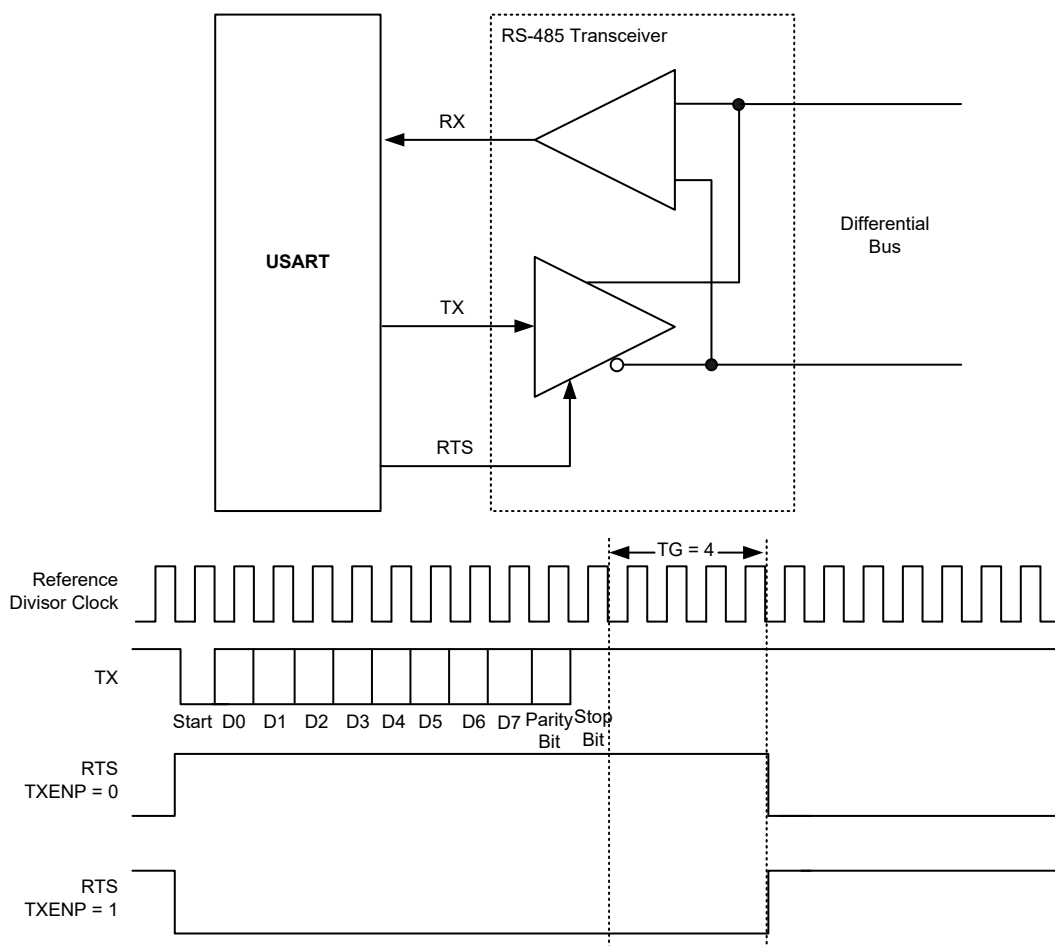 RS-485 Transceiver
RX
Differential
Bus
USART
TX
RTS
TG = 4
Reference
Divisor Clock
TX
Start D0 D1 D2 D3 D4 D5 D6 D7 Parity Bit Stop Bit
RTS
TXENP = 0
RTS
TXENP = 1